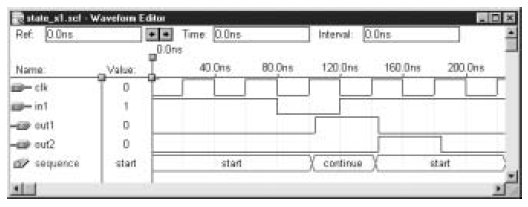 state_x1.scf - Waveform Editor
Ref: 0.0ns Time: 0.0ns Interval: 0.0ns
0.0ns
Name: Value: 40.0ns 80.0ns 120.0ns 160.0ns 200.0ns
clk 0
in1 1
out1 0
out2 0
sequence start start continue start